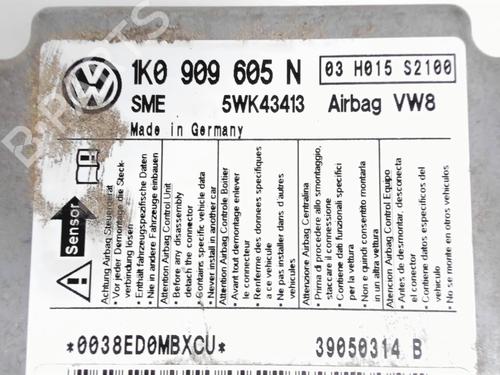 1K0 909 605 N
03 H015 S2100
SME 5WK43413 Airbag VW8
Made in Germany
Sensor
Achtung Airbag Steuergerät
• Vor jeder Demontage die Steck-
verbindung lösen
• Enthält fahrzeugspezifische Daten
• Nie in andere Fahrzeuge einbauen
Attention Airbag Control Unit
• Before any disassembly
detach the connector
• Contains specific vehicle data
• Never install in another car
Attention Airbag Controle Boitier
• Avant tout demontage enlever
le connecteur
• Renferme des donnees specifiques
a ce vehicule
• Ne pas installer dans d'autres
vehicules
Attenzione Airbag Centralina
• Prima di procedere allo smontaggio,
staccare il connessione
• Contiene dati funzionali specifici
per la vettura
• Non e quindi consentito montarla
in un altra vettura
Atencion Airbag Control Equipo
• Antes de desmontar, desconecta
el conector
• Contiene datos especificos del
vehiculo
• No se monte en otros vehiculos
*0038ED0MBXCU* 39050314 B